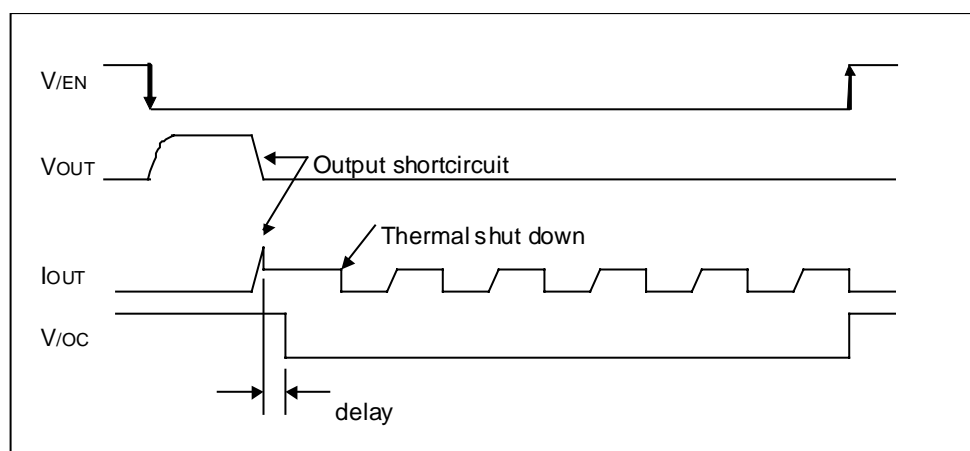 V/EN
VOUT
Output shortcircuit
Thermal shut down
IOUT
V/OC
delay